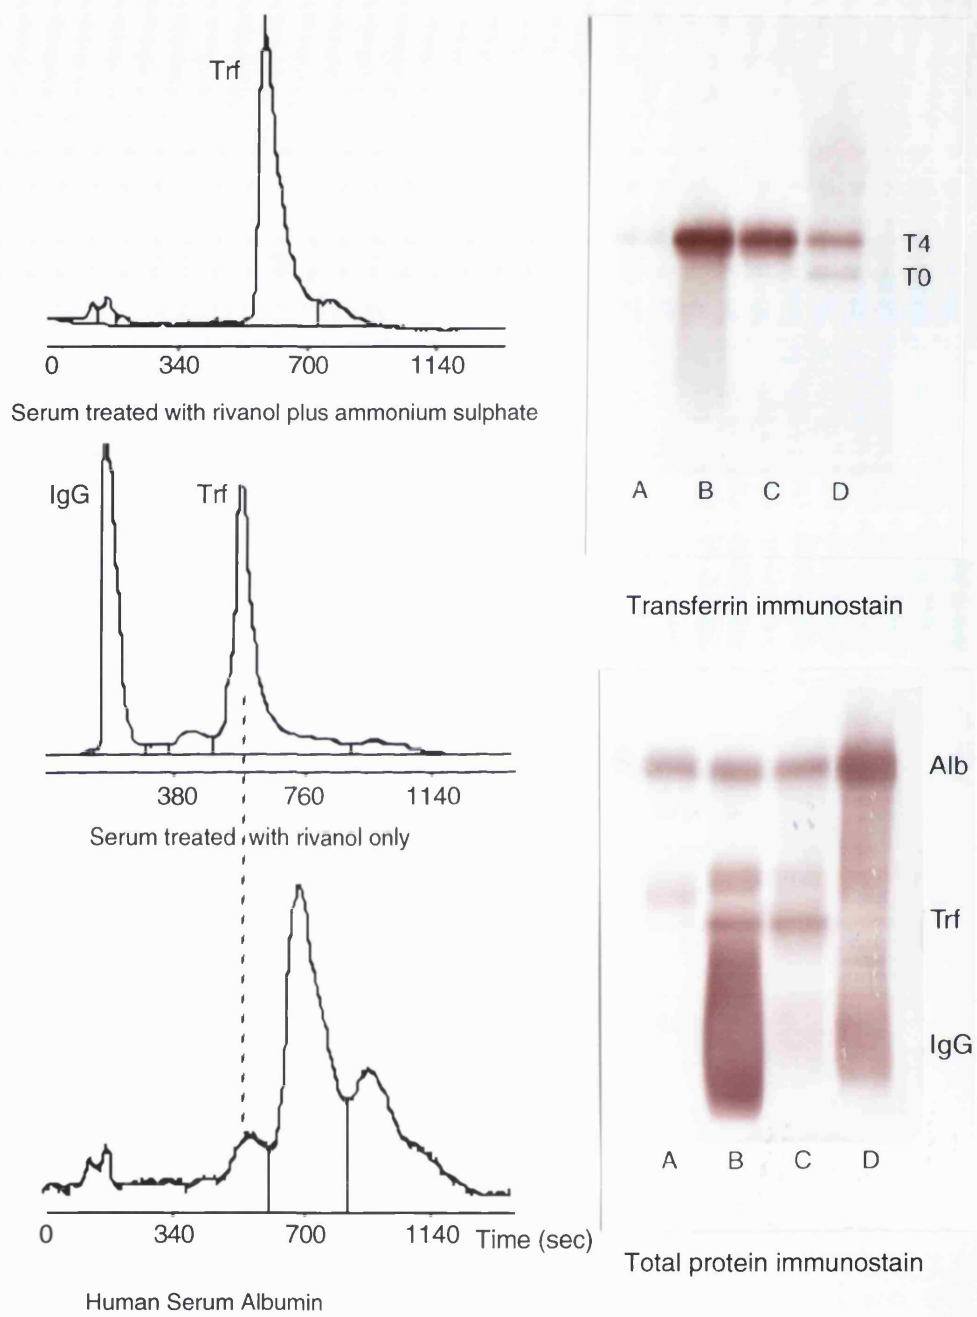 Trf
0 340 700 1140
Serum treated with rivanol plus ammonium sulphate
IgG Trf
380 760 1140
Serum treated with rivanol only
0 340 700 1140 Time (sec)
Human Serum Albumin
T4
T0
A B C D
Transferrin immunostain
Alb
Trf
IgG
A B C D
Total protein immunostain